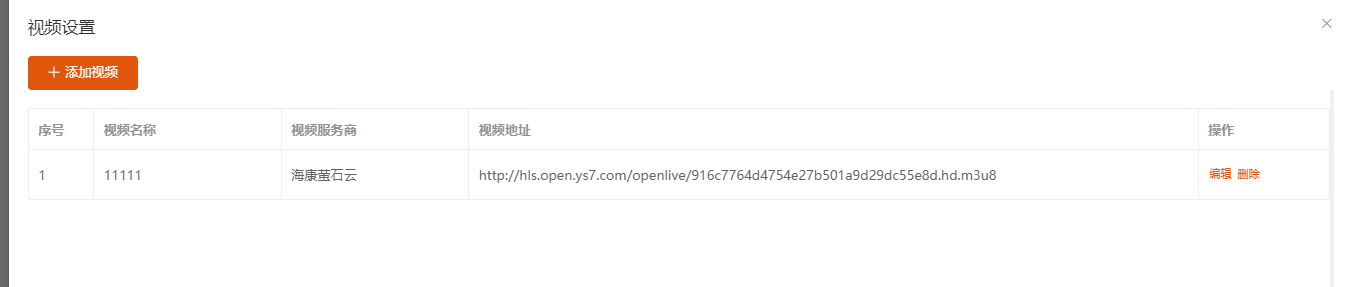 视频设置
添加视频
序号 视频名称 视频服务商 视频地址 操作
1 11111 海康萤石云 http://hls.open.ys7.com/openlive/916c7764d4754e27b501a9d29dc55e8d.hd.m3u8 编辑 删除